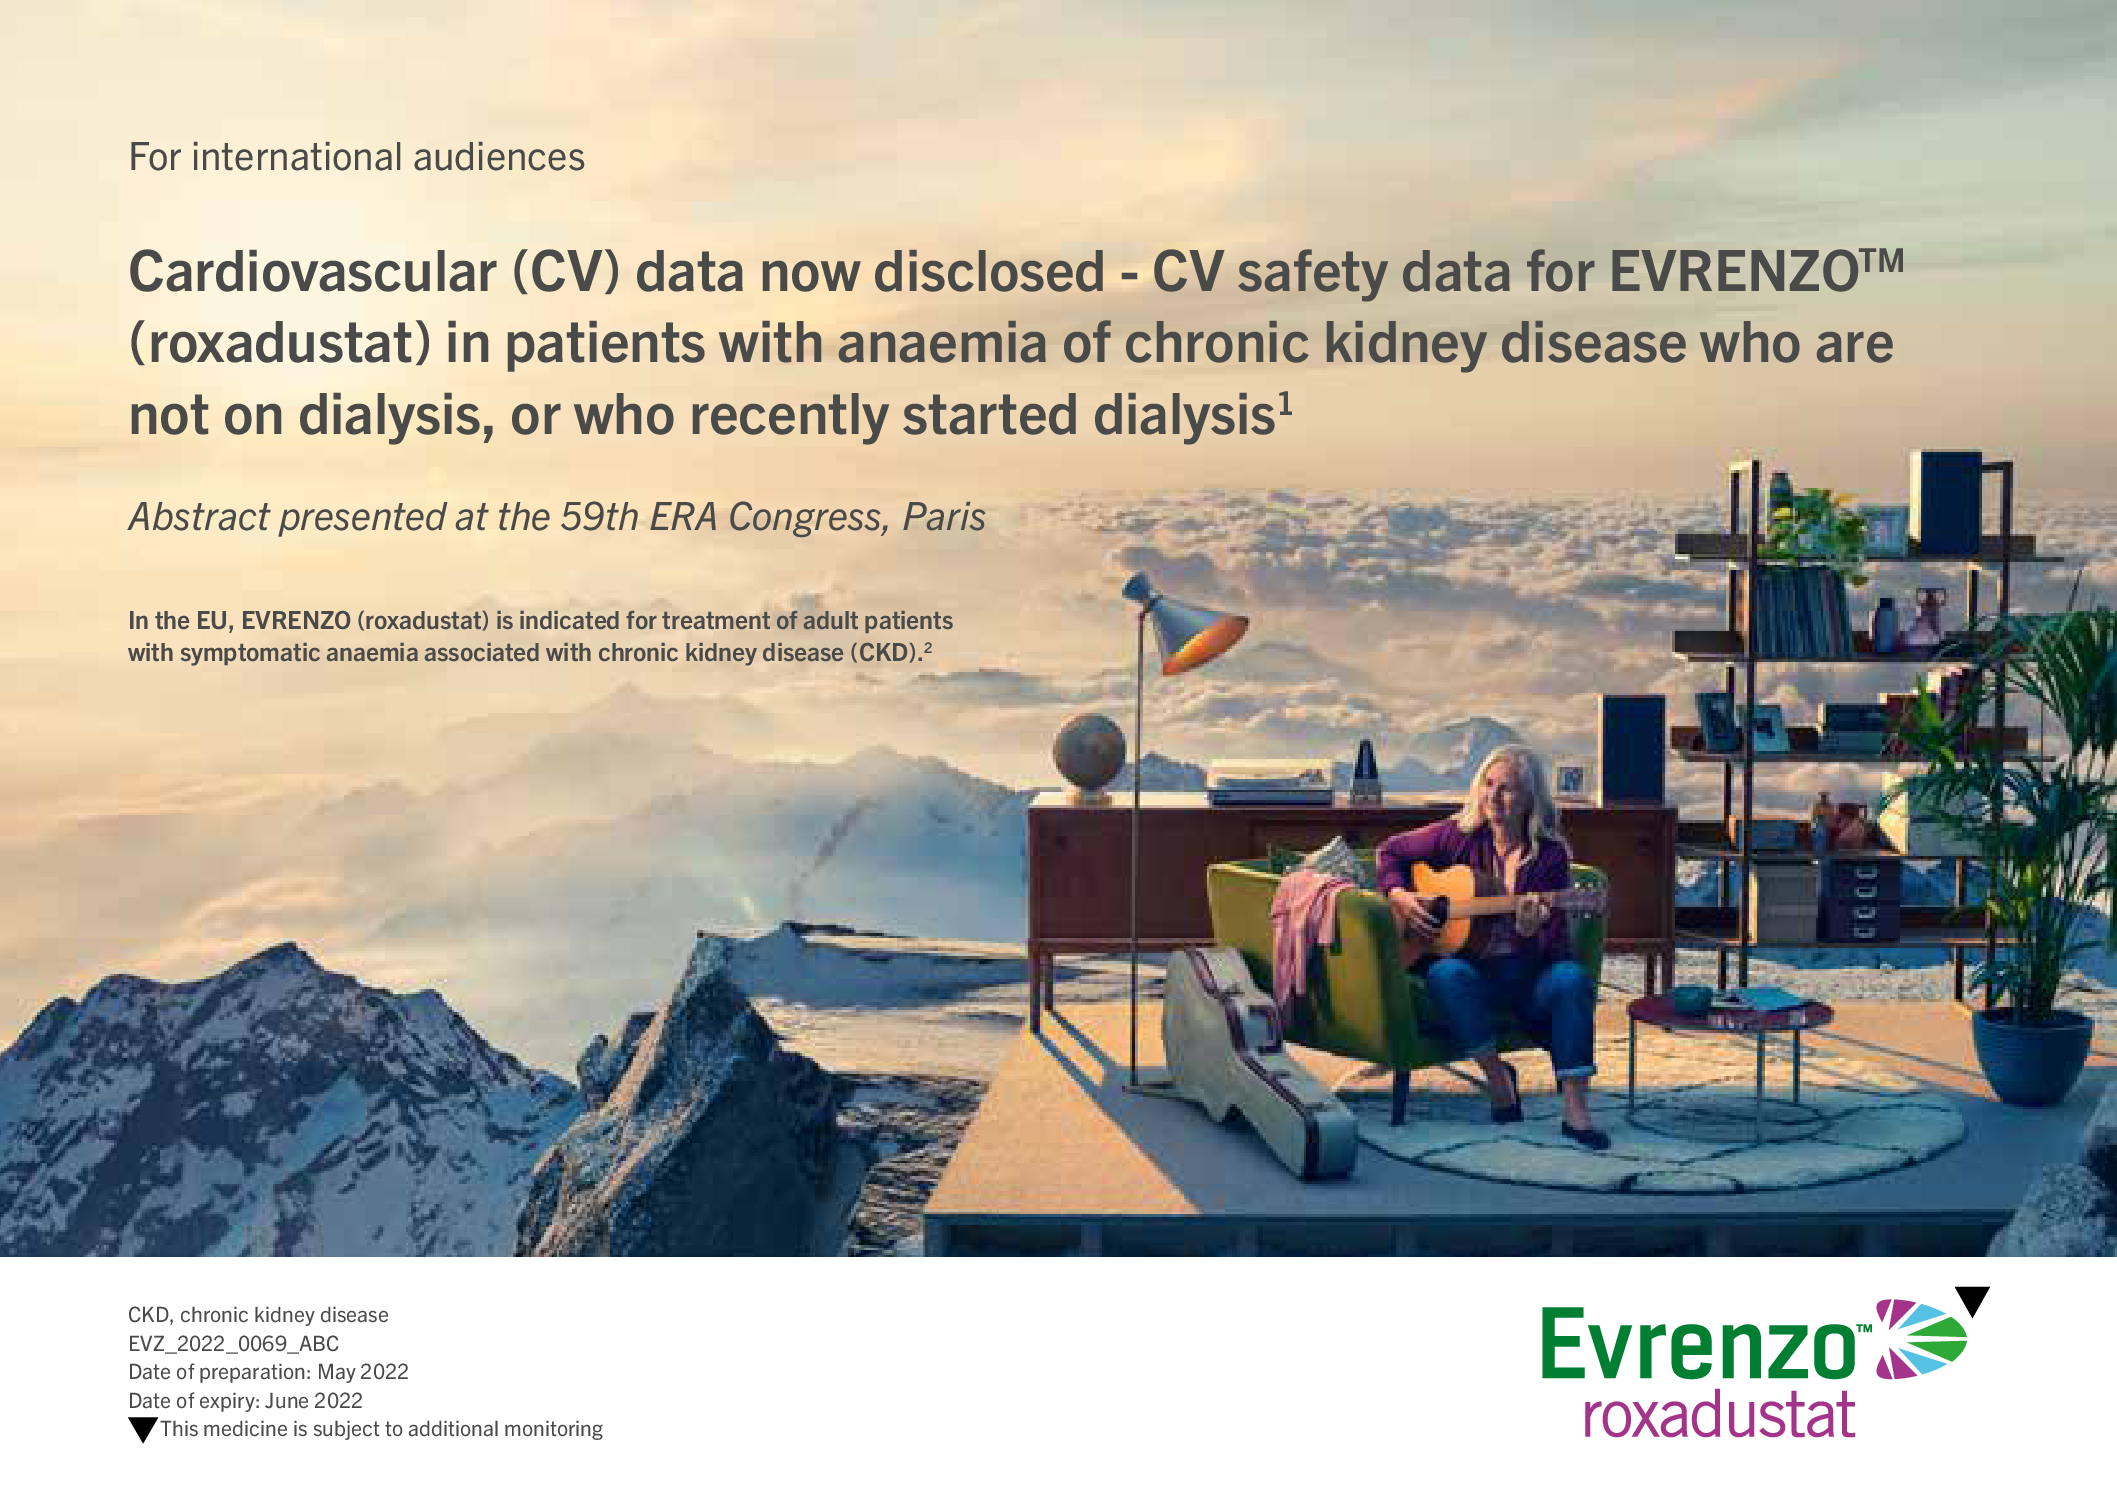 For international audiences
Cardiovascular (CV) data now disclosed - CV safety data for EVRENZO™
(roxadustat) in patients with anaemia of chronic kidney disease who are
not on dialysis, or who recently started dialysis¹
Abstract presented at the 59th ERA Congress, Paris
In the EU, EVRENZO (roxadustat) is indicated for treatment of adult patients
with symptomatic anaemia associated with chronic kidney disease (CKD).²
CKD, chronic kidney disease
EVZ_2022_0069_ABC
Date of preparation: May 2022
Date of expiry: June 2022
▼This medicine is subject to additional monitoring
Evrenzo™
roxadustat